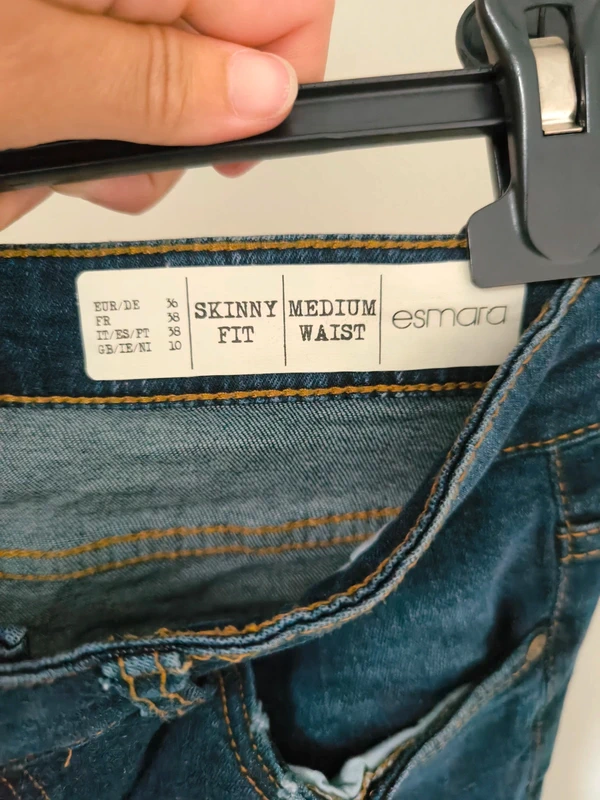 EUR/DE 36
FR 38
IT/ES/PT 38
GB/IE/NI 10
SKINNY
FIT
MEDIUM
WAIST
esmara